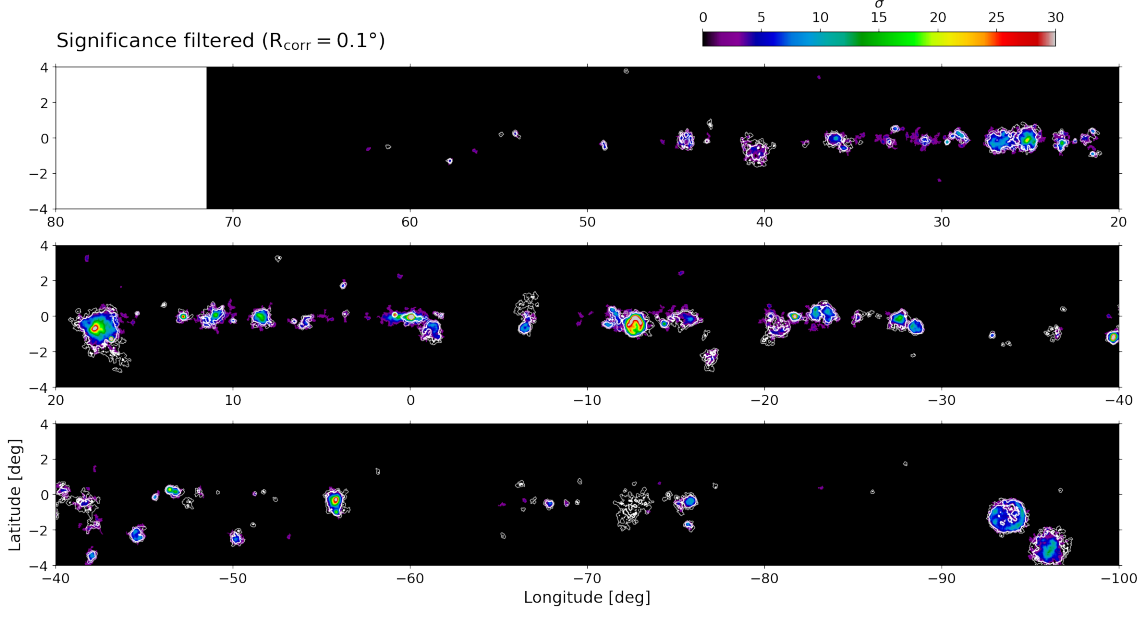 σ
0 5 10 15 20 25 30
Significance filtered (Rcorr = 0.1°)
4
2
0
−2
−4
80 70 60 50 40 30 20
4
2
0
−2
−4
20 10 0 −10 −20 −30 −40
Latitude [deg]
4
2
0
−2
−4
−40 −50 −60 −70 −80 −90 −100
Longitude [deg]